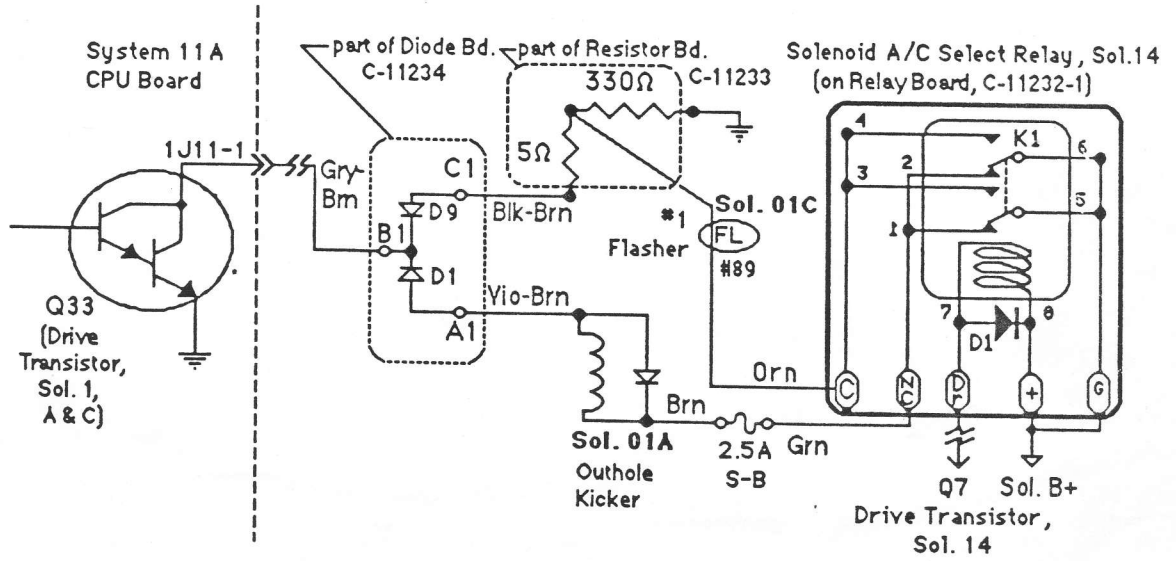 System 11A
CPU Board
part of Diode Bd.
C-11234
part of Resistor Bd.
C-11233
330Ω
5Ω
Solenoid A/C Select Relay, Sol.14
(on Relay Board, C-11232-1)
1J11-1
Gry-
Brn
C1
D9
Blk-Brn
B1
D1
A1
Vio-Brn
#1
Flasher
Sol. 01C
FL
#89
4
3
2
1
K1
6
5
7
8
D1
Q33
(Drive
Transistor,
Sol. 1,
A & C)
Orn
C
NC
Dr
+
G
Brn
2.5A
S-B
Grn
Sol. 01A
Outhole
Kicker
Q7
Drive Transistor,
Sol. 14
Sol. B+